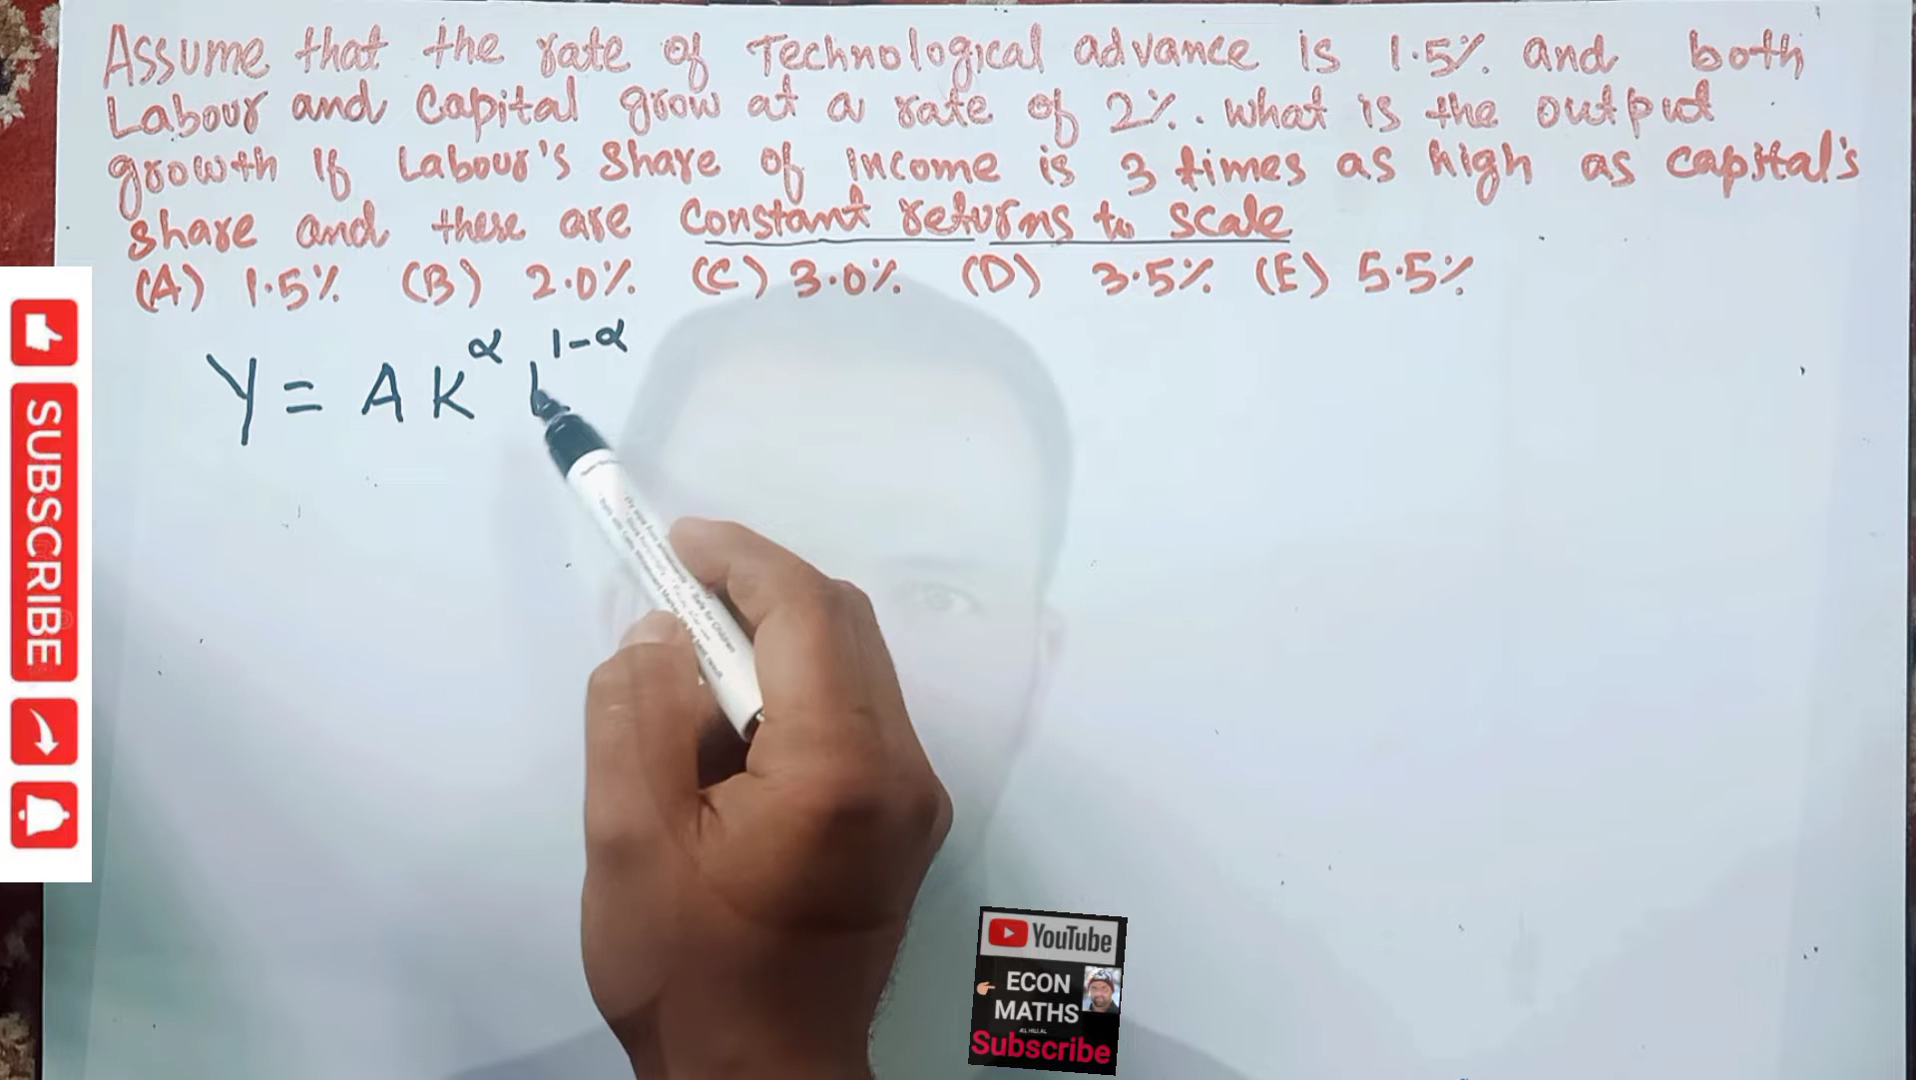 Assume that the rate of Technological advance is 1.5% and both
Labour and Capital grow at a rate of 2%. what is the output
growth If Labour's share of income is 3 times as high as capital's
share and there are constant returns to scale
(A) 1.5% (B) 2.0% (C) 3.0% (D) 3.5% (E) 5.5%
Y = A K^α L^1-α
SUBSCRIBE
YouTube
ECON
MATHS
Subscribe